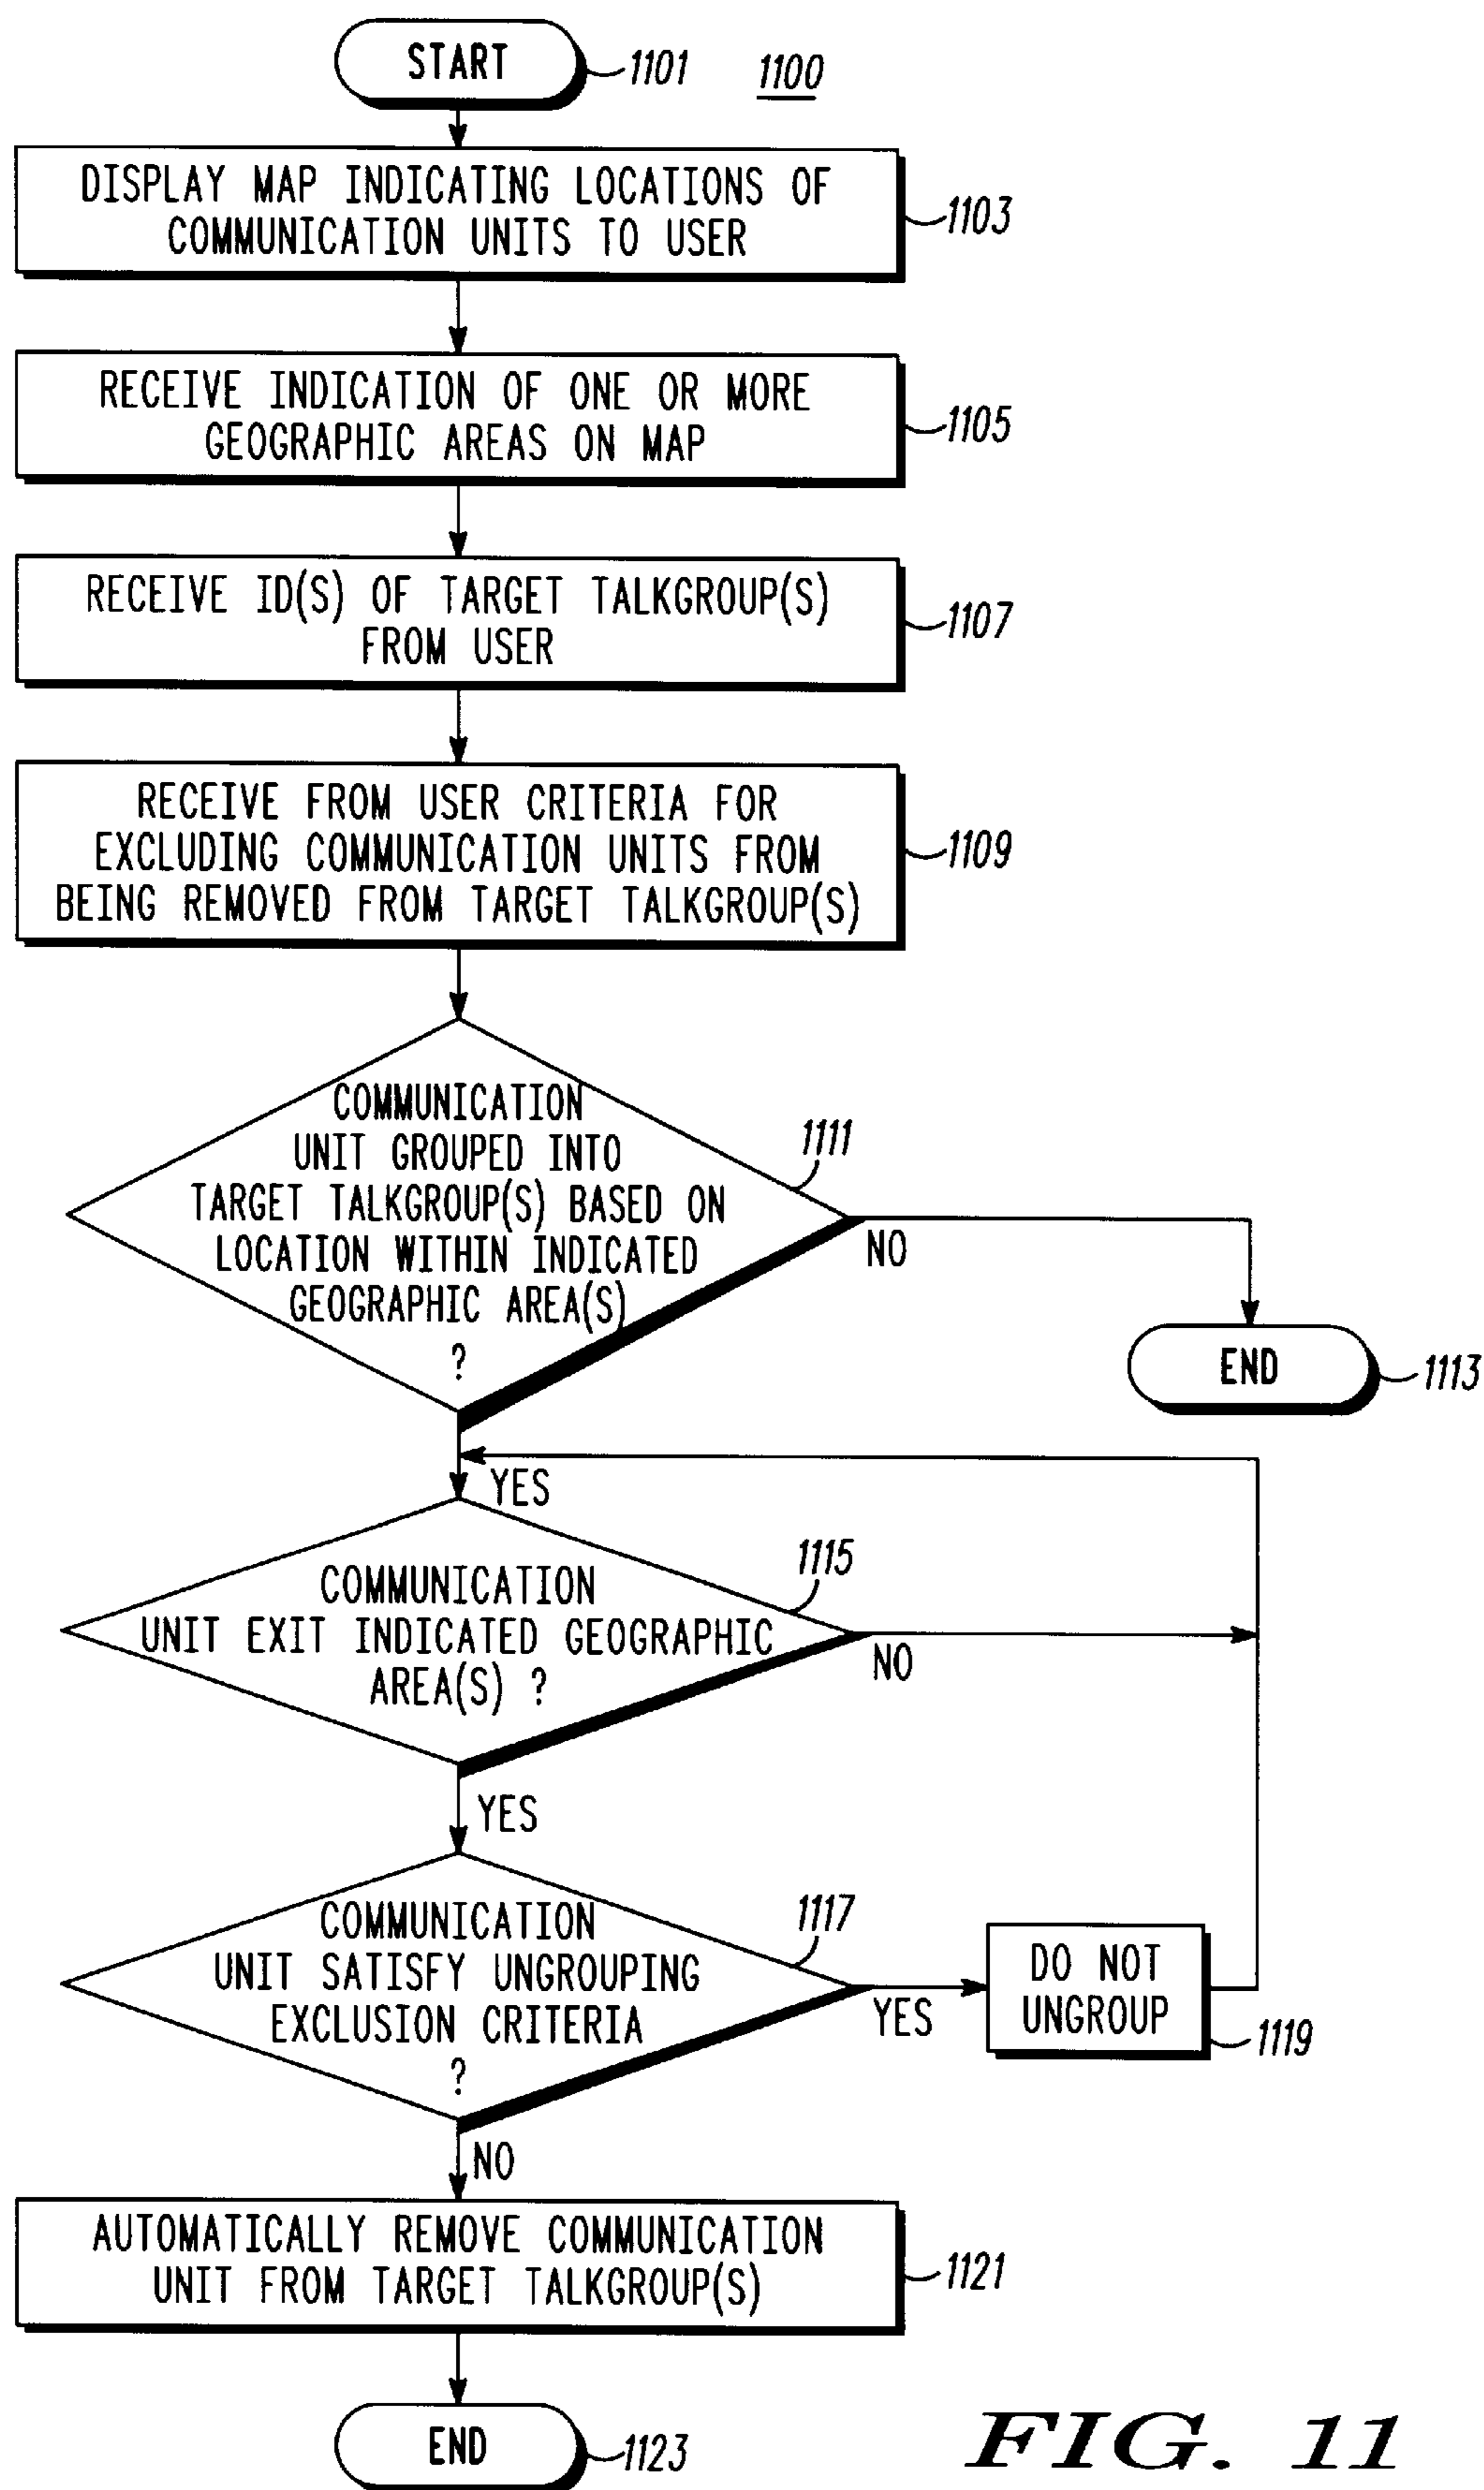 START
1101
1100
DISPLAY MAP INDICATING LOCATIONS OF
COMMUNICATION UNITS TO USER
1103
RECEIVE INDICATION OF ONE OR MORE
GEOGRAPHIC AREAS ON MAP
1105
RECEIVE ID(S) OF TARGET TALKGROUP(S)
FROM USER
1107
RECEIVE FROM USER CRITERIA FOR
EXCLUDING COMMUNICATION UNITS FROM
BEING REMOVED FROM TARGET TALKGROUP(S)
1109
COMMUNICATION
UNIT GROUPED INTO
TARGET TALKGROUP(S) BASED ON
LOCATION WITHIN INDICATED
GEOGRAPHIC AREA(S)
?
1111
NO
END
1113
YES
COMMUNICATION
UNIT EXIT INDICATED GEOGRAPHIC
AREA(S) ?
1115
NO
YES
COMMUNICATION
UNIT SATISFY UNGROUPING
EXCLUSION CRITERIA
?
1117
YES
DO NOT
UNGROUP
1119
NO
AUTOMATICALLY REMOVE COMMUNICATION
UNIT FROM TARGET TALKGROUP(S)
1121
END
1123
FIG. 11